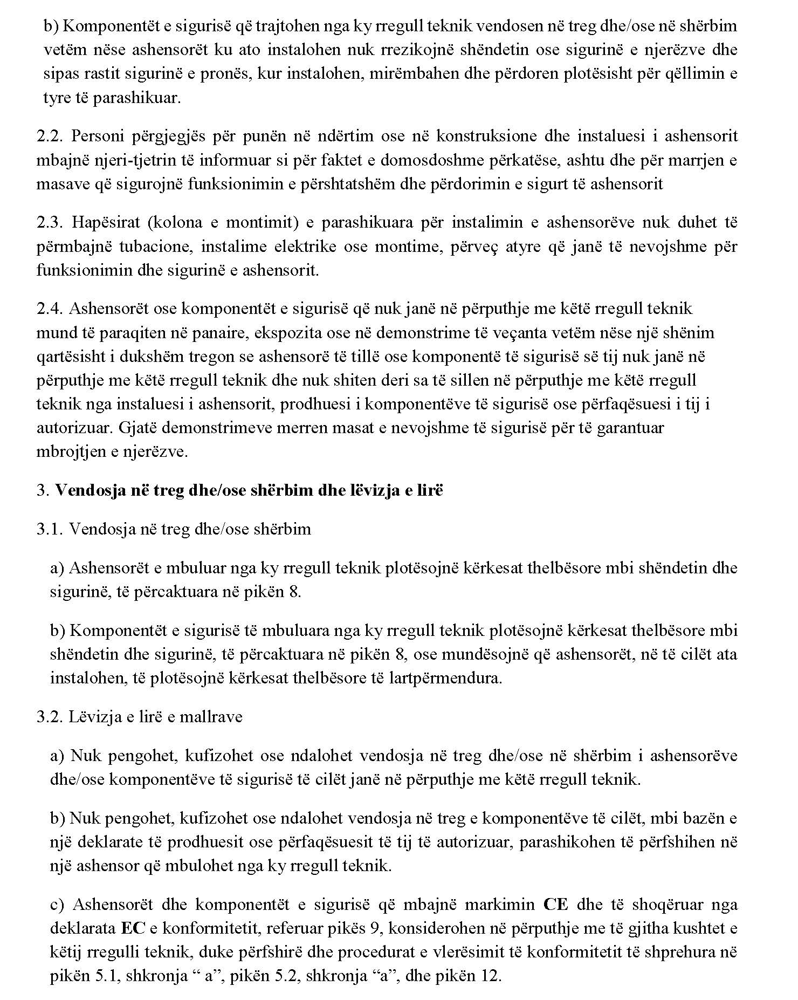 b) Komponentët e sigurisë që trajtohen nga ky rregull teknik vendosen në treg dhe/ose në shërbim
vetëm nëse ashensorët ku ato instalohen nuk rrezikojnë shëndetin ose sigurinë e njerëzve dhe
sipas rastit sigurinë e pronës, kur instalohen, mirëmbahen dhe përdoren plotësisht për qëllimin e
tyre të parashikuar.
2.2. Personi përgjegjës për punën në ndërtim ose në konstruksione dhe instaluesi i ashensorit
mbajnë njeri-tjetrin të informuar si për faktet e domosdoshme përkatëse, ashtu dhe për marrjen e
masave që sigurojnë funksionimin e përshtatshëm dhe përdorimin e sigurt të ashensorit
2.3. Hapësirat (kolona e montimit) e parashikuara për instalimin e ashensorëve nuk duhet të
përmbajnë tubacione, instalime elektrike ose montime, përveç atyre që janë të nevojshme për
funksionimin dhe sigurinë e ashensorit.
2.4. Ashensorët ose komponentët e sigurisë që nuk janë në përputhje me këtë rregull teknik
mund të paraqiten në panaire, ekspozita ose në demonstrime të veçanta vetëm nëse një shënim
qartësisht i dukshëm tregon se ashensorë të tillë ose komponentë të sigurisë së tij nuk janë në
përputhje me këtë rregull teknik dhe nuk shiten deri sa të sillen në përputhje me këtë rregull
teknik nga instaluesi i ashensorit, prodhuesi i komponentëve të sigurisë ose përfaqësuesi i tij i
autorizuar. Gjatë demonstrimeve merren masat e nevojshme të sigurisë për të garantuar
mbrojtjen e njerëzve.
3. Vendosja në treg dhe/ose shërbim dhe lëvizja e lirë
3.1. Vendosja në treg dhe/ose shërbim
a) Ashensorët e mbuluar nga ky rregull teknik plotësojnë kërkesat thelbësore mbi shëndetin dhe
sigurinë, të përcaktuara në pikën 8.
b) Komponentët e sigurisë të mbuluara nga ky rregull teknik plotësojnë kërkesat thelbësore mbi
shëndetin dhe sigurinë, të përcaktuara në pikën 8, ose mundësojnë që ashensorët, në të cilët ata
instalohen, të plotësojnë kërkesat thelbësore të lartpërmendura.
3.2. Lëvizja e lirë e mallrave
a) Nuk pengohet, kufizohet ose ndalohet vendosja në treg dhe/ose në shërbim i ashensorëve
dhe/ose komponentëve të sigurisë të cilët janë në përputhje me këtë rregull teknik.
b) Nuk pengohet, kufizohet ose ndalohet vendosja në treg e komponentëve të cilët, mbi bazën e
një deklarate të prodhuesit ose përfaqësuesit të tij të autorizuar, parashikohen të përfshihen në
një ashensor që mbulohet nga ky rregull teknik.
c) Ashensorët dhe komponentët e sigurisë që mbajnë markimin CE dhe të shoqëruar nga
deklarata EC e konformitetit, referuar pikës 9, konsiderohen në përputhje me të gjitha kushtet e
këtij rregulli teknik, duke përfshirë dhe procedurat e vlerësimit të konformitetit të shprehura në
pikën 5.1, shkronja “ a”, pikën 5.2, shkronja “a”, dhe pikën 12.